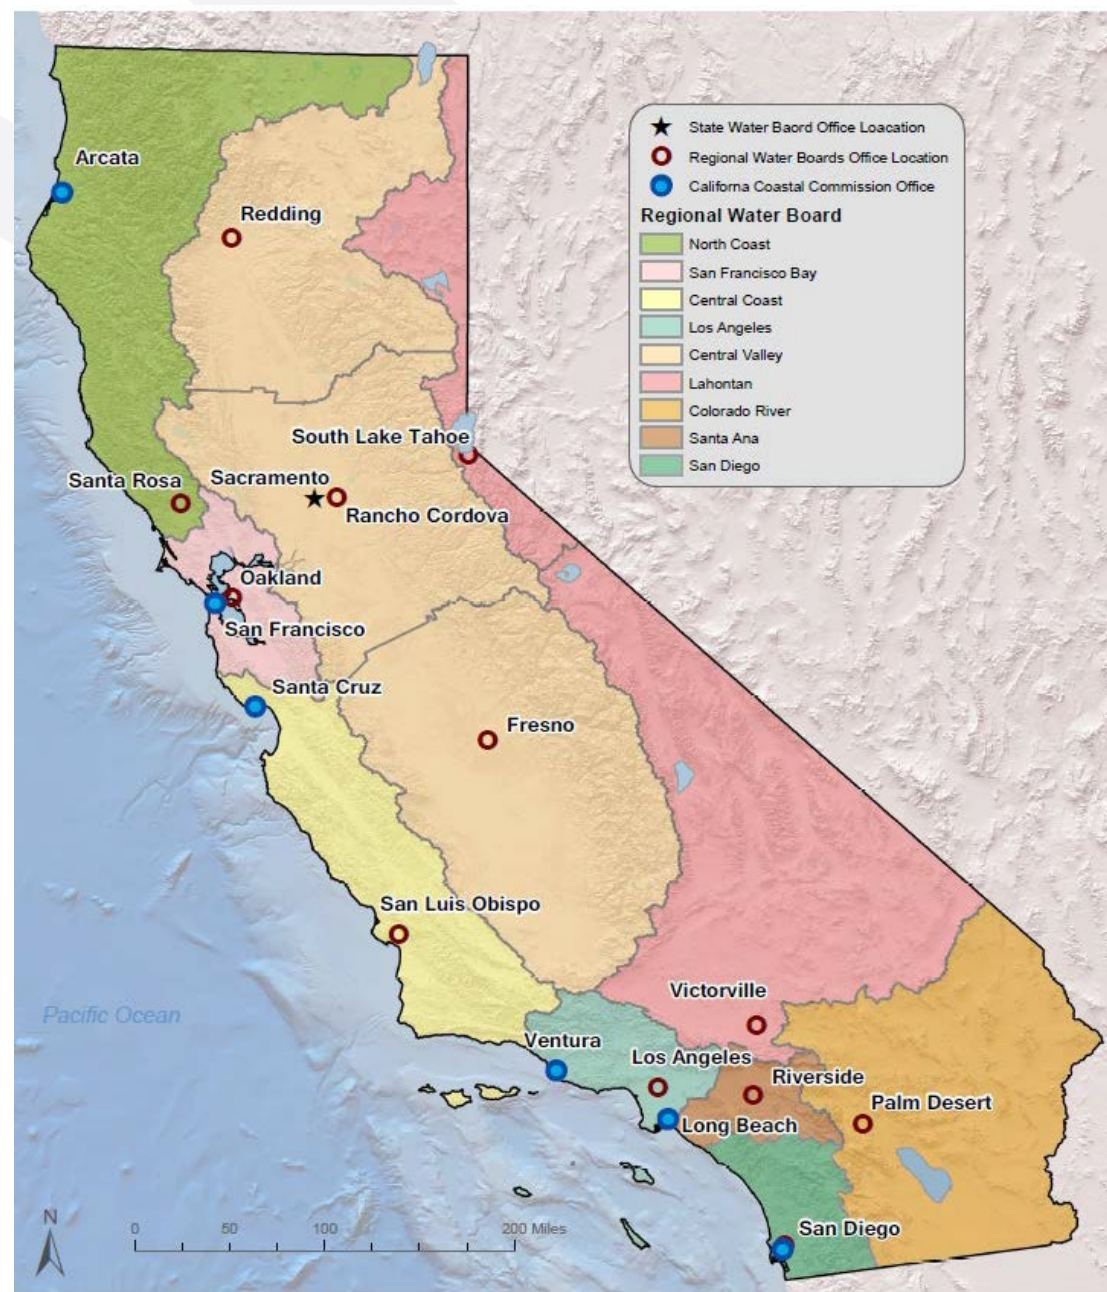 State Water Baord Office Loacation
Regional Water Boards Office Location
Californa Coastal Commission Office
Regional Water Board
North Coast
San Francisco Bay
Central Coast
Los Angeles
Central Valley
Lahontan
Colorado River
Santa Ana
San Diego
Arcata
Redding
South Lake Tahoe
Santa Rosa
Sacramento
Rancho Cordova
Oakland
San Francisco
Santa Cruz
Fresno
San Luis Obispo
Victorville
Pacific Ocean
Ventura
Los Angeles
Riverside
Palm Desert
Long Beach
San Diego
N
0 50 100 200 Miles